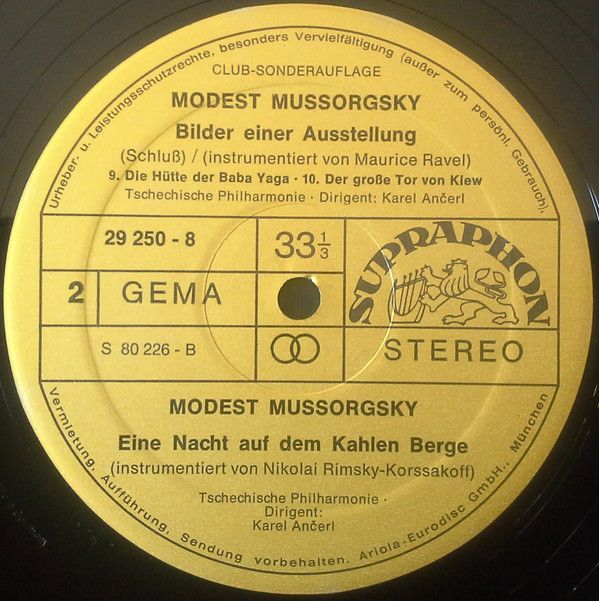 Urheber- u. Leistungsschutzrechte, besonders Vervielfältigung (außer zum persönl. Gebrauch),
CLUB-SONDERAUFLAGE
MODEST MUSSORGSKY
Bilder einer Ausstellung
(Schluß) / (instrumentiert von Maurice Ravel)
9. Die Hütte der Baba Yaga · 10. Der große Tor von Kiew
Tschechische Philharmonie · Dirigent: Karel Ančerl
29 250 - 8
33 1/3
SUPRAPHON
2
GEMA
S 80 226 - B
STEREO
MODEST MUSSORGSKY
Eine Nacht auf dem Kahlen Berge
(instrumentiert von Nikolai Rimsky-Korssakoff)
Tschechische Philharmonie ·
Dirigent:
Karel Ančerl
Vermietung, Aufführung, Sendung vorbehalten. Ariola-Eurodisc GmbH., München